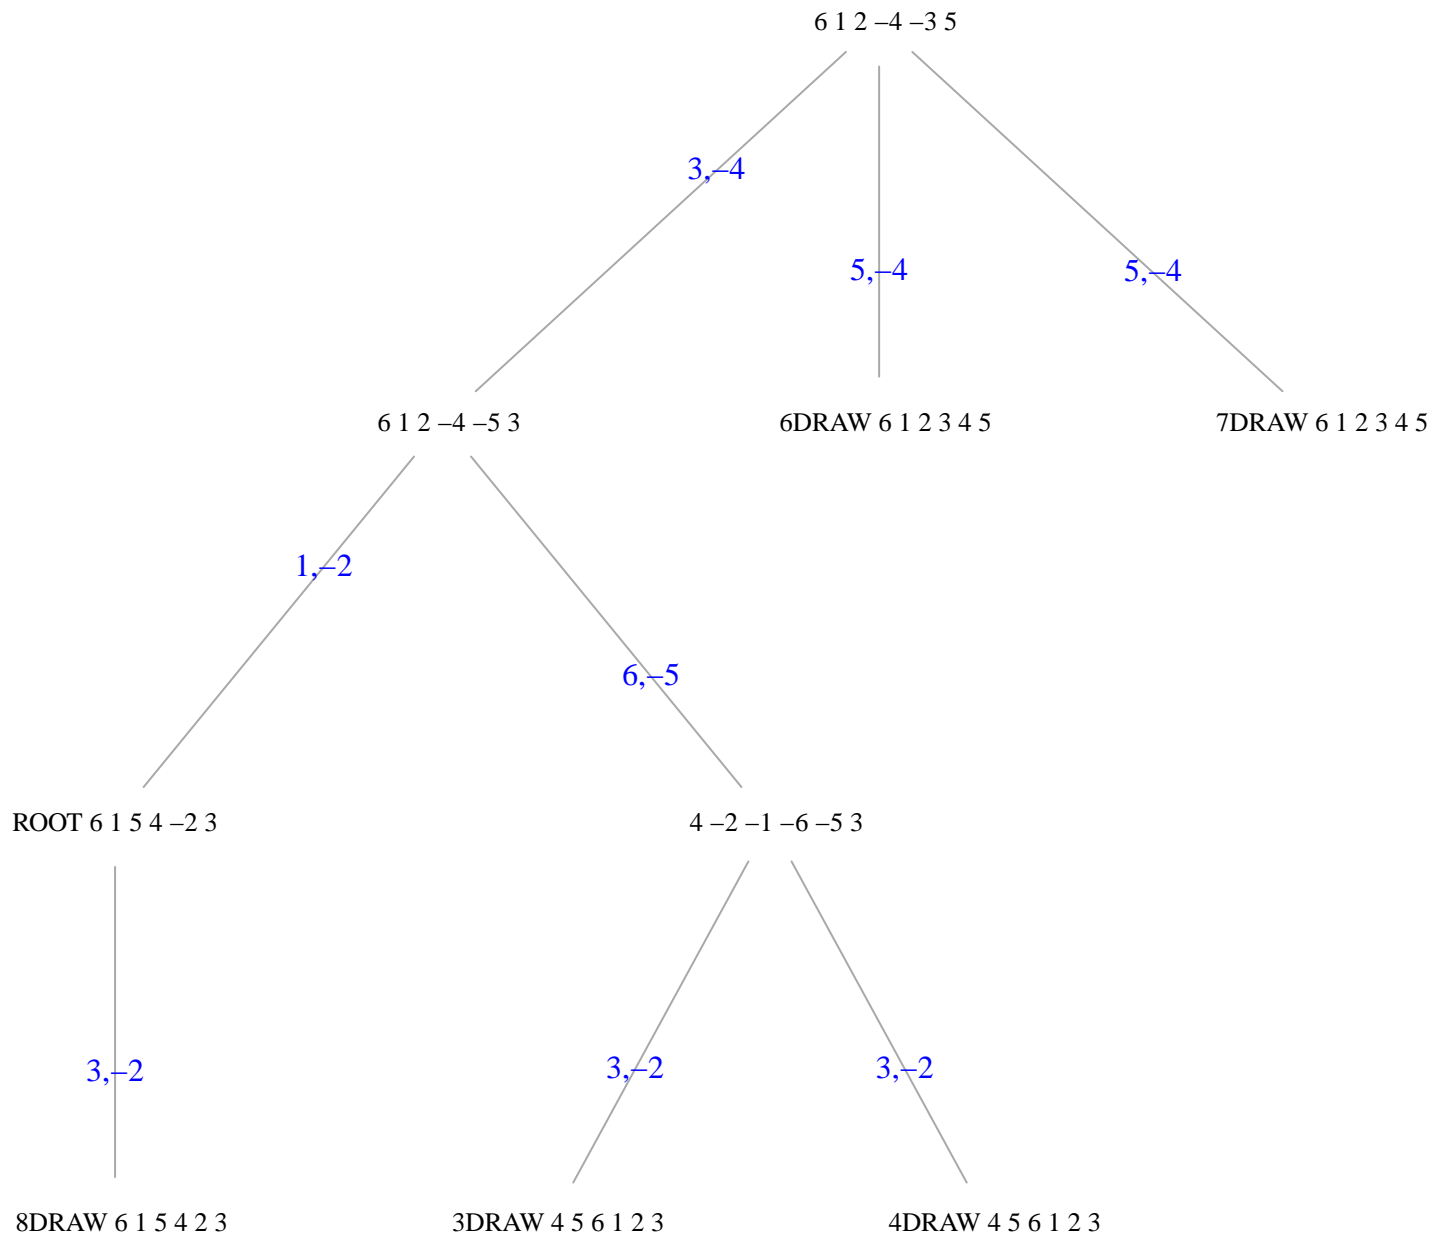 6 1 2 –4 –3 5
3,–4
5,–4
5,–4
6 1 2 –4 –5 3
6DRAW 6 1 2 3 4 5
7DRAW 6 1 2 3 4 5
1,–2
6,–5
ROOT 6 1 5 4 –2 3
4 –2 –1 –6 –5 3
3,–2
3,–2
3,–2
8DRAW 6 1 5 4 2 3
3DRAW 4 5 6 1 2 3
4DRAW 4 5 6 1 2 3